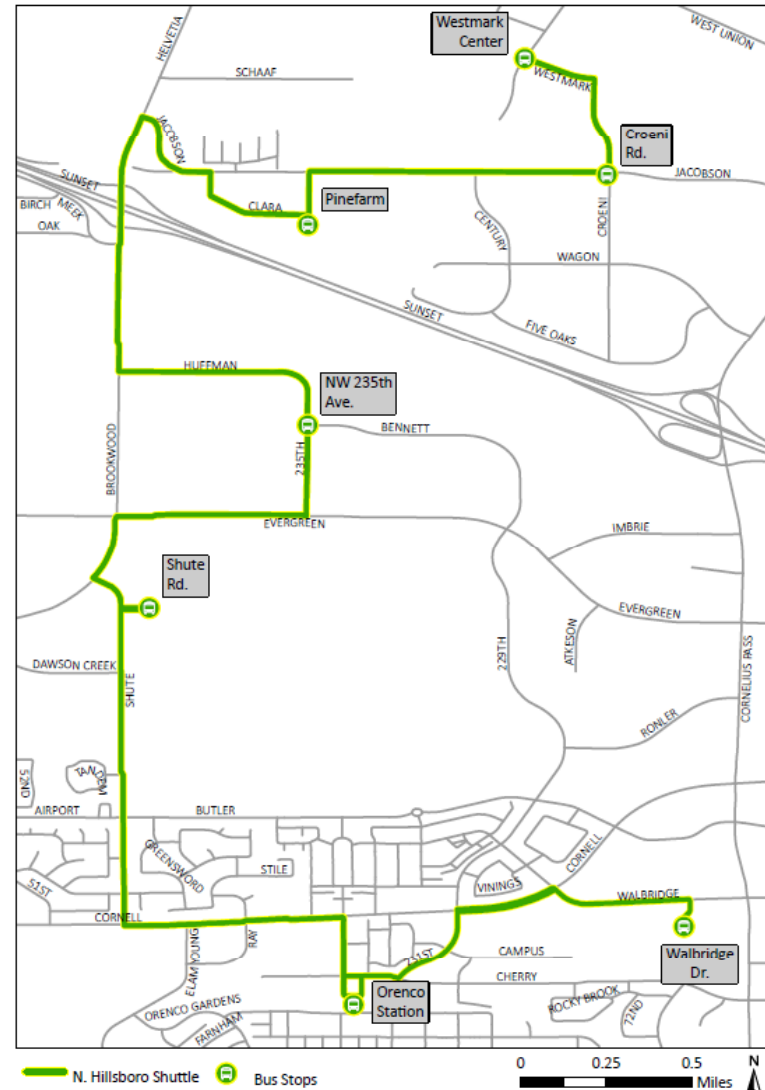 Westmark
Center
WEST UNION
HELVETIA
SCHAAF
WESTMARK
JACOBSON
Croeni
Rd.
JACOBSON
SUNSET
BIRCH
MEEK
OAK
CLARA
Pinefarm
CENTURY
CROENI
WAGON
SUNSET
FIVE OAKS
HUFFMAN
NW 235th
Ave.
BENNETT
235TH
BROOKWOOD
EVERGREEN
IMBRIE
Shute
Rd.
EVERGREEN
ATKESON
229TH
CORNELIUS PASS
DAWSON CREEK
SHUTE
RONLER
52ND
TANDEM
AIRPORT
BUTLER
GREENSWORD
STILE
CORNELL
51ST
VININGS
WALBRIDGE
CORNELL
RAY
ELAM YOUNG
231ST
CAMPUS
Walbridge
Dr.
CHERRY
Orenco
Station
ORENCO GARDENS
FARNHAM
ROCKY BROOK
72ND
N. Hillsboro Shuttle
Bus Stops
0 0.25 0.5
Miles
N